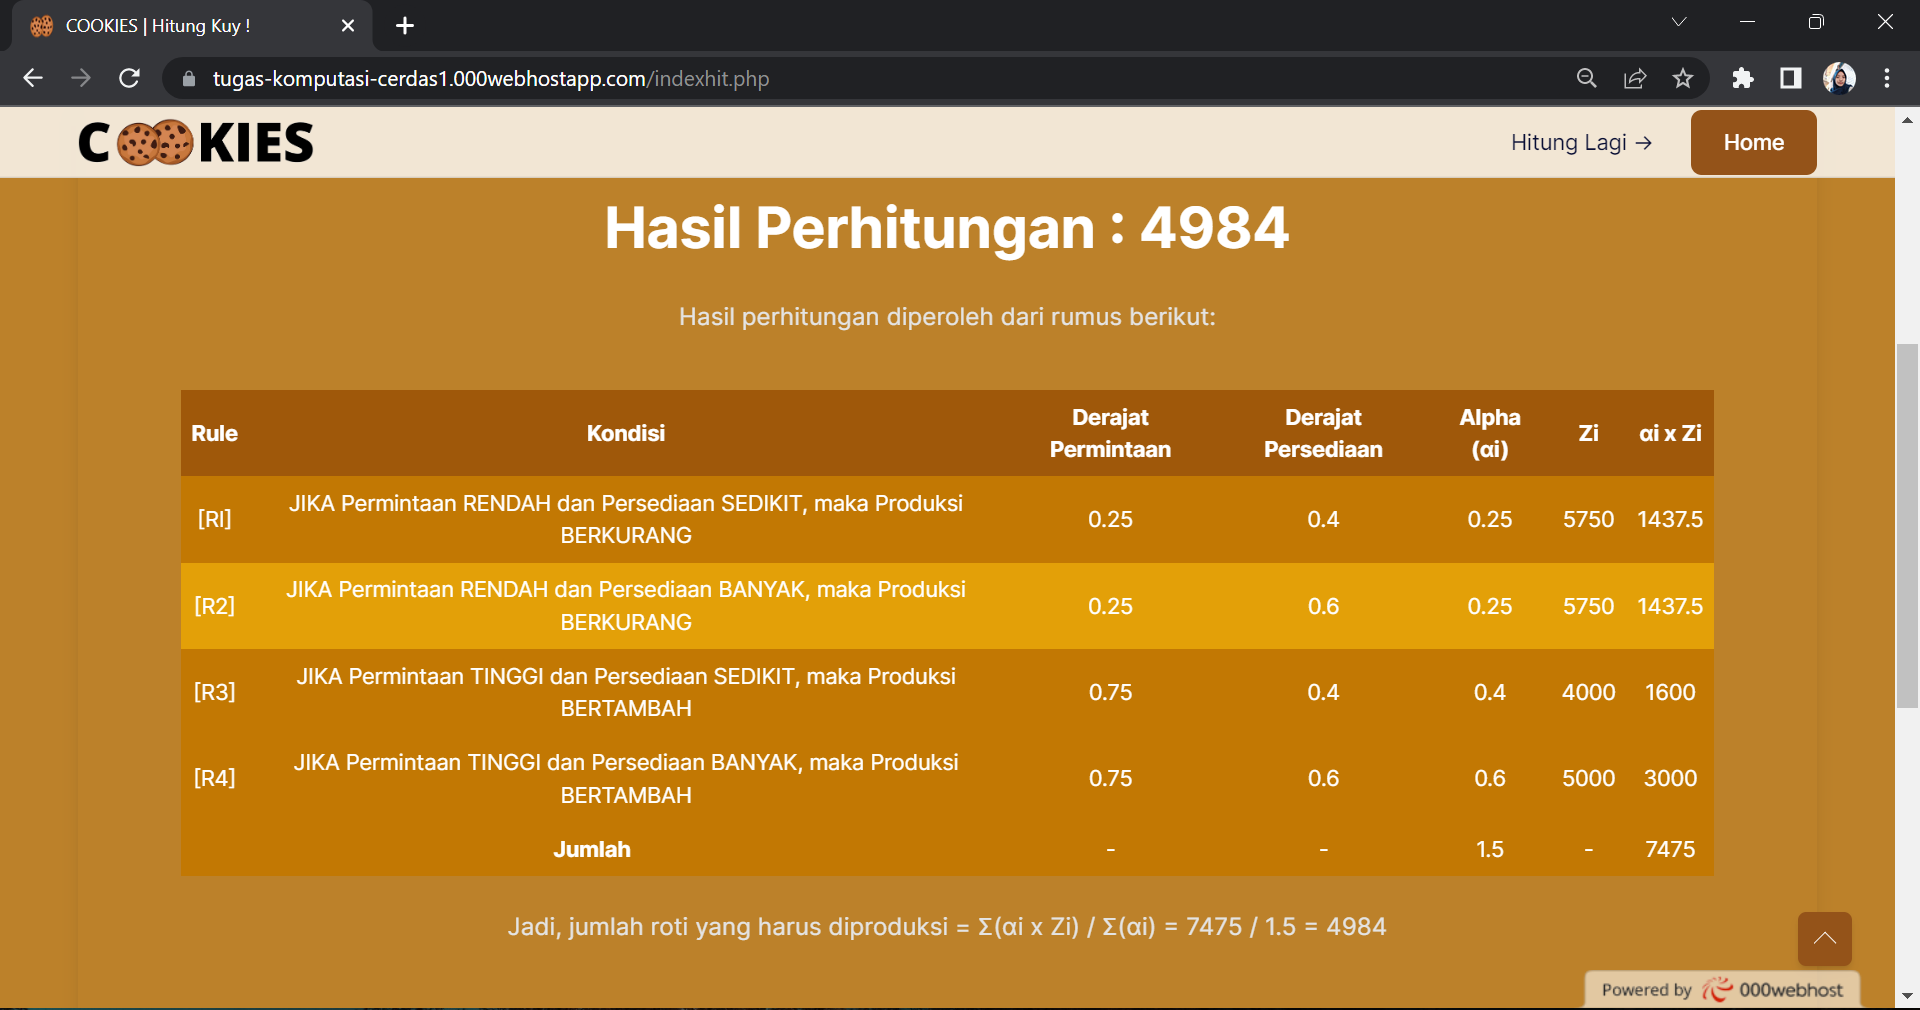 COOKIES | Hitung Kuy !
tugas-komputasi-cerdas1.000webhostapp.com/indexhit.php
COOKIES
Hitung Lagi →
Home
Hasil Perhitungan : 4984
Hasil perhitungan diperoleh dari rumus berikut:
Rule Kondisi Derajat Permintaan Derajat Persediaan Alpha (αi) Zi αi x Zi
[RI] JIKA Permintaan RENDAH dan Persediaan SEDIKIT, maka Produksi BERKURANG 0.25 0.4 0.25 5750 1437.5
[R2] JIKA Permintaan RENDAH dan Persediaan BANYAK, maka Produksi BERKURANG 0.25 0.6 0.25 5750 1437.5
[R3] JIKA Permintaan TINGGI dan Persediaan SEDIKIT, maka Produksi BERTAMBAH 0.75 0.4 0.4 4000 1600
[R4] JIKA Permintaan TINGGI dan Persediaan BANYAK, maka Produksi BERTAMBAH 0.75 0.6 0.6 5000 3000
Jumlah - - 1.5 - 7475
Jadi, jumlah roti yang harus diproduksi = Σ(αi x Zi) / Σ(αi) = 7475 / 1.5 = 4984
Powered by 000webhost